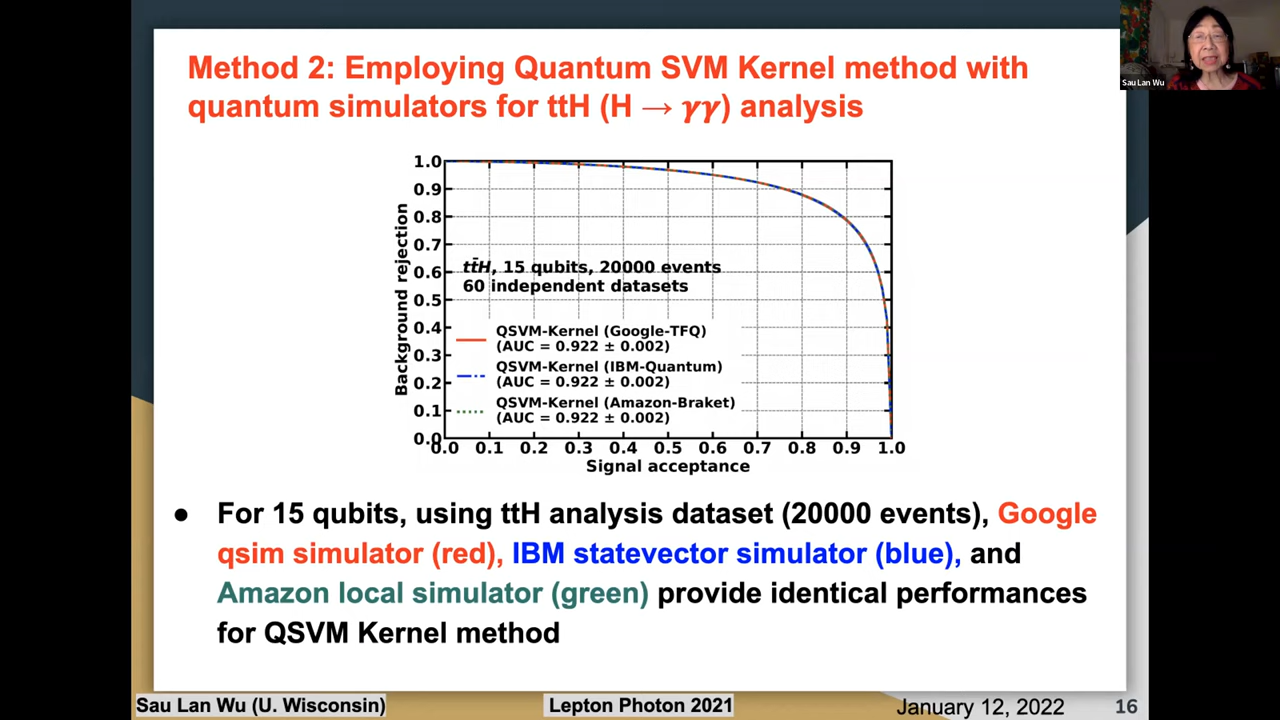 Method 2: Employing Quantum SVM Kernel method with
quantum simulators for ttH (H → γγ) analysis
Sau Lan Wu
Background rejection
1.0
0.9
0.8
0.7
0.6
0.5
0.4
0.3
0.2
0.1
0.0
tt̄H, 15 qubits, 20000 events
60 independent datasets
QSVM-Kernel (Google-TFQ)
(AUC = 0.922 ± 0.002)
QSVM-Kernel (IBM-Quantum)
(AUC = 0.922 ± 0.002)
QSVM-Kernel (Amazon-Braket)
(AUC = 0.922 ± 0.002)
0.0 0.1 0.2 0.3 0.4 0.5 0.6 0.7 0.8 0.9 1.0
Signal acceptance
● For 15 qubits, using ttH analysis dataset (20000 events), Google
qsim simulator (red), IBM statevector simulator (blue), and
Amazon local simulator (green) provide identical performances
for QSVM Kernel method
Sau Lan Wu (U. Wisconsin) Lepton Photon 2021 January 12, 2022 16